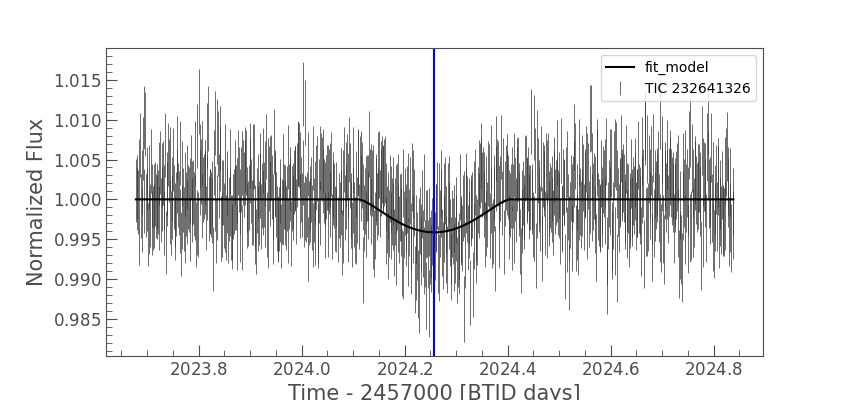 fit_model
TIC 232641326
1.015
1.010
1.005
1.000
0.995
0.990
0.985
Normalized Flux
2023.8 2024.0 2024.2 2024.4 2024.6 2024.8
Time - 2457000 [BTJD days]